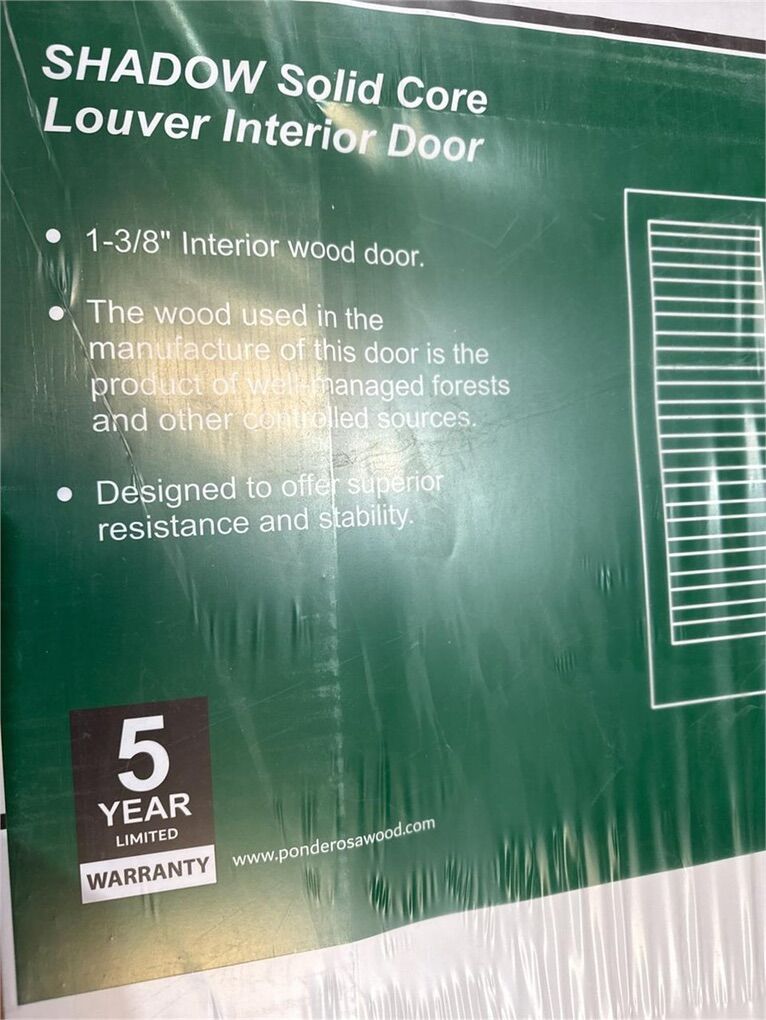 SHADOW Solid Core
Louver Interior Door
• 1-3/8" Interior wood door.
• The wood used in the
manufacture of this door is the
product of well-managed forests
and other controlled sources.
• Designed to offer superior
resistance and stability.
5
YEAR
LIMITED
WARRANTY
www.ponderosawood.com